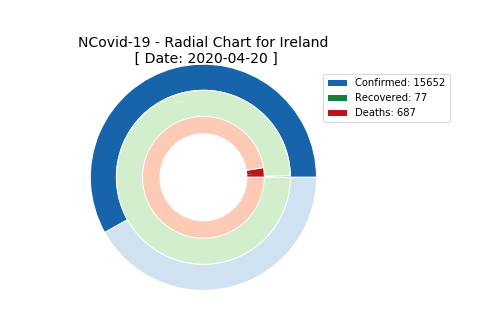 NCovid-19 - Radial Chart for Ireland
[ Date: 2020-04-20 ]
Confirmed: 15652
Recovered: 77
Deaths: 687